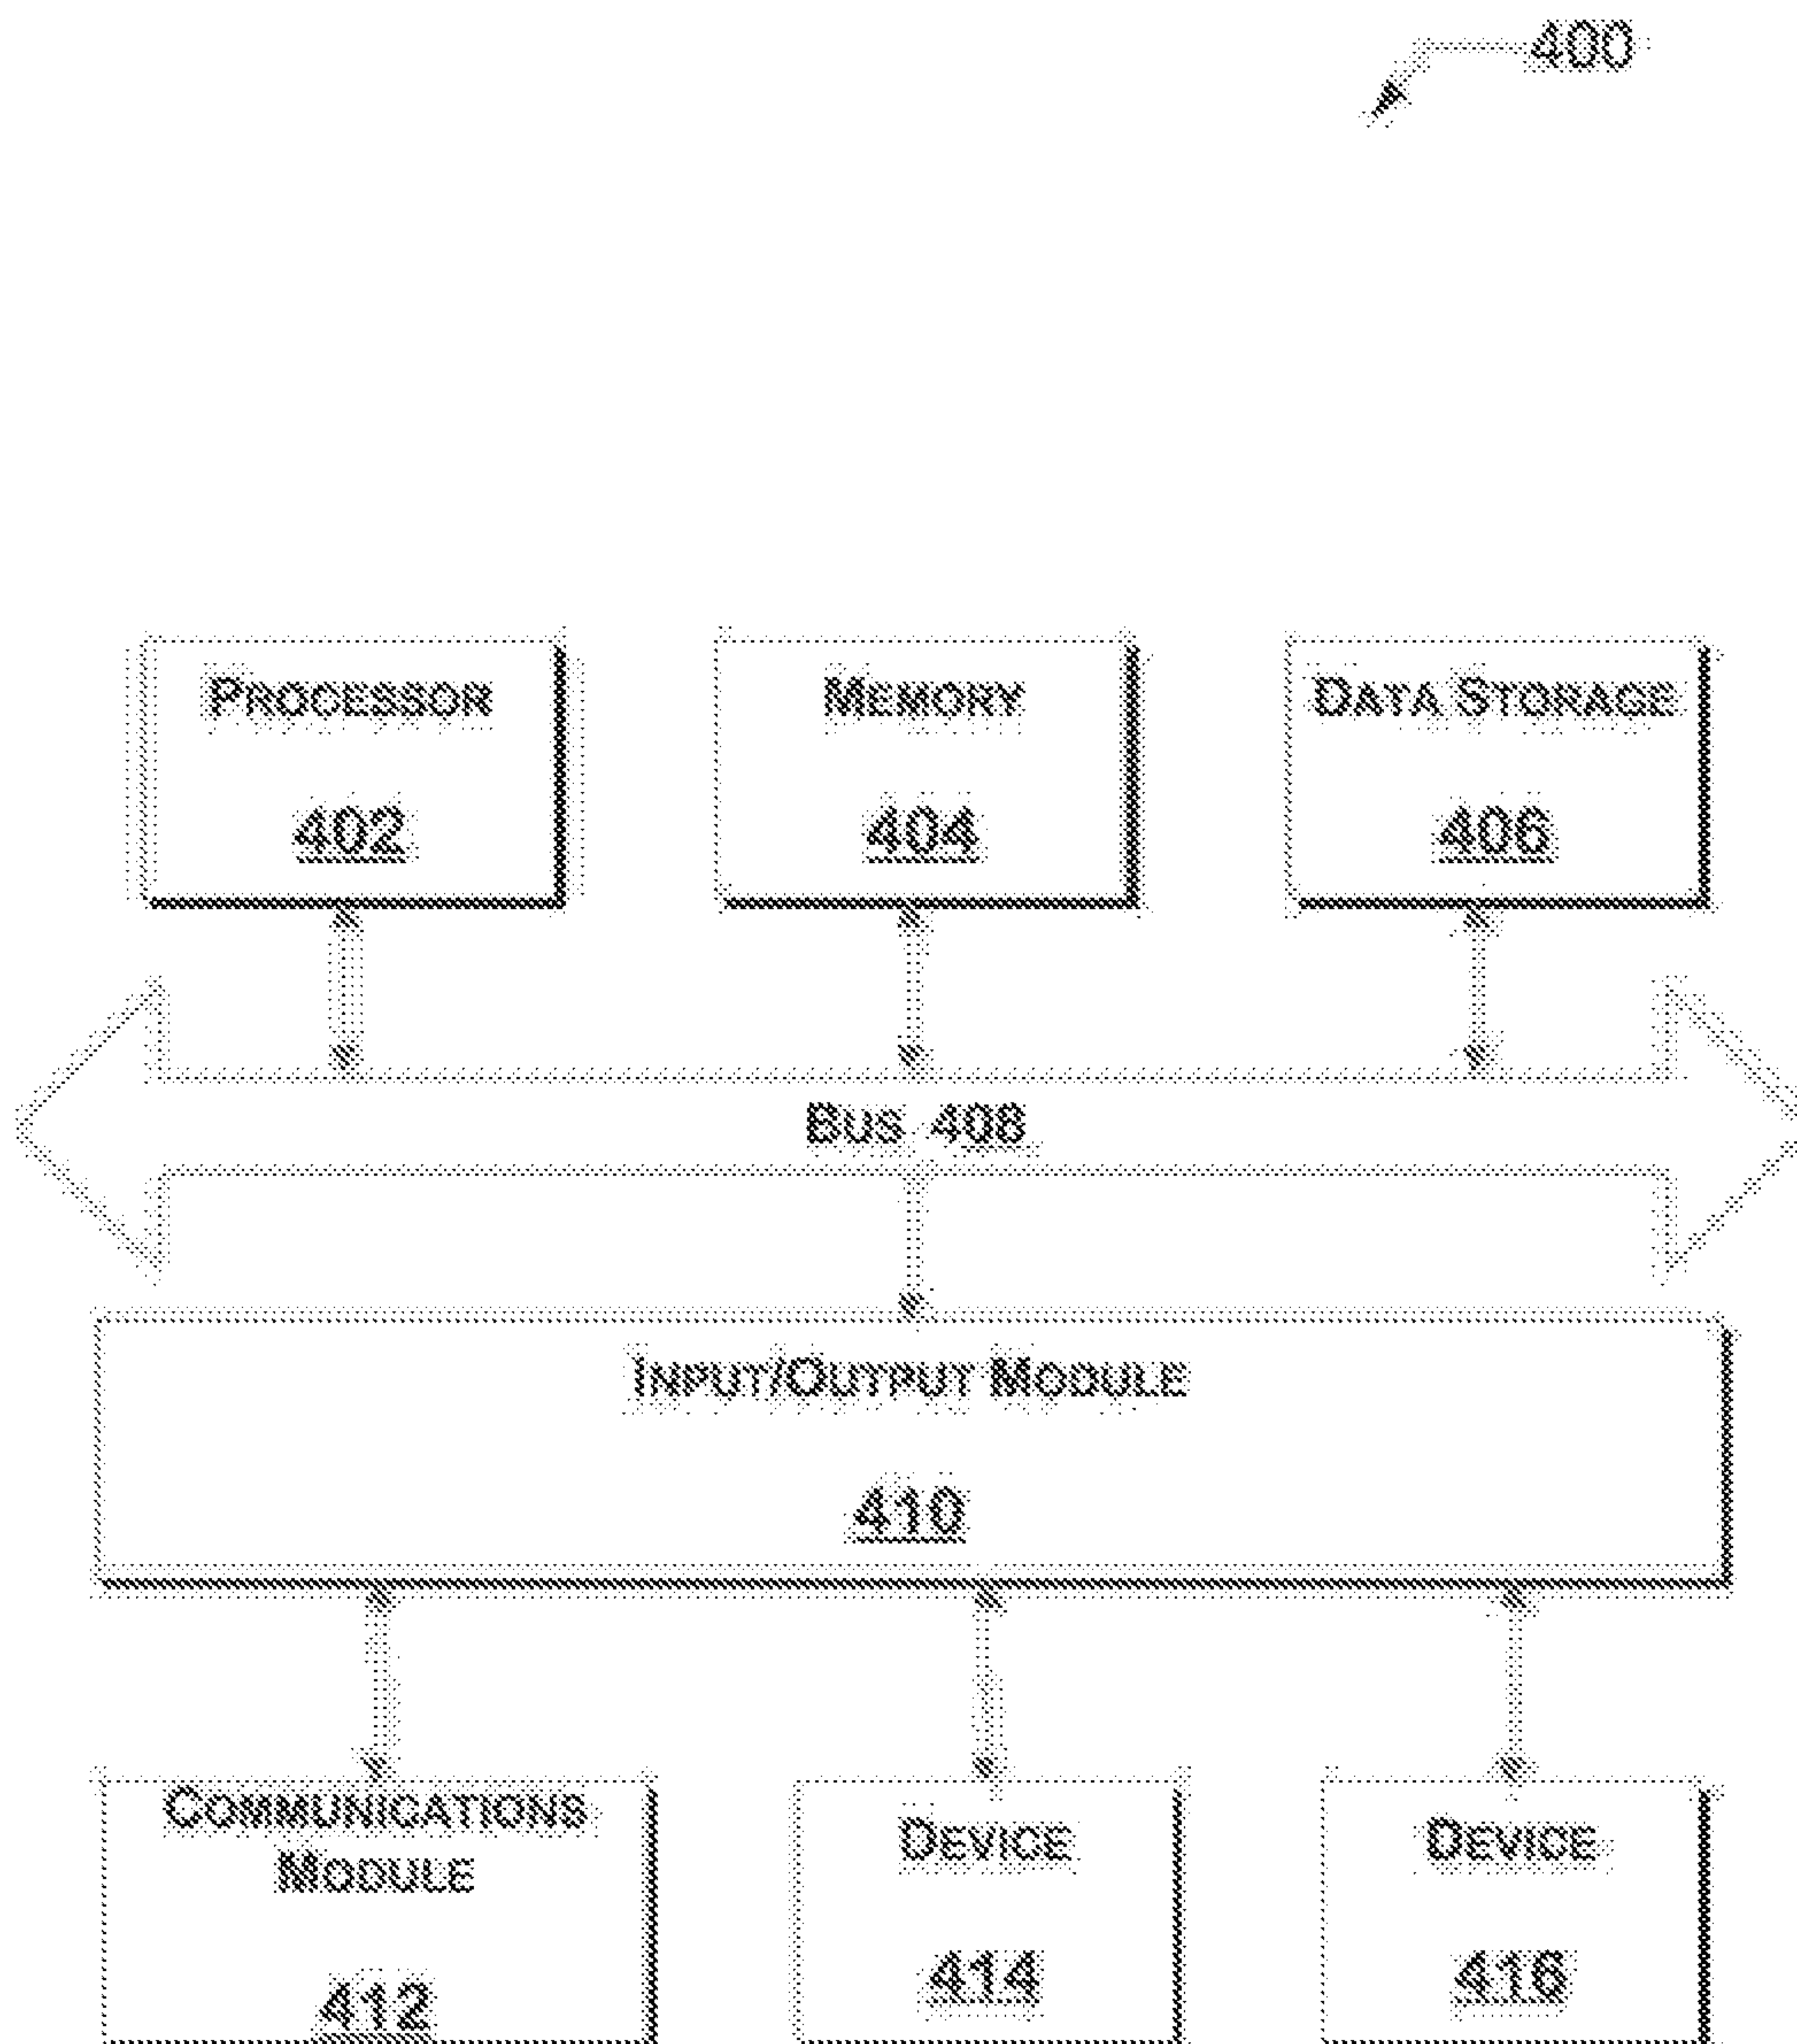 400
PROCESSOR
402
MEMORY
404
DATA STORAGE
406
BUS 408
INPUT/OUTPUT MODULE
410
COMMUNICATIONS
MODULE
412
DEVICE
414
DEVICE
416